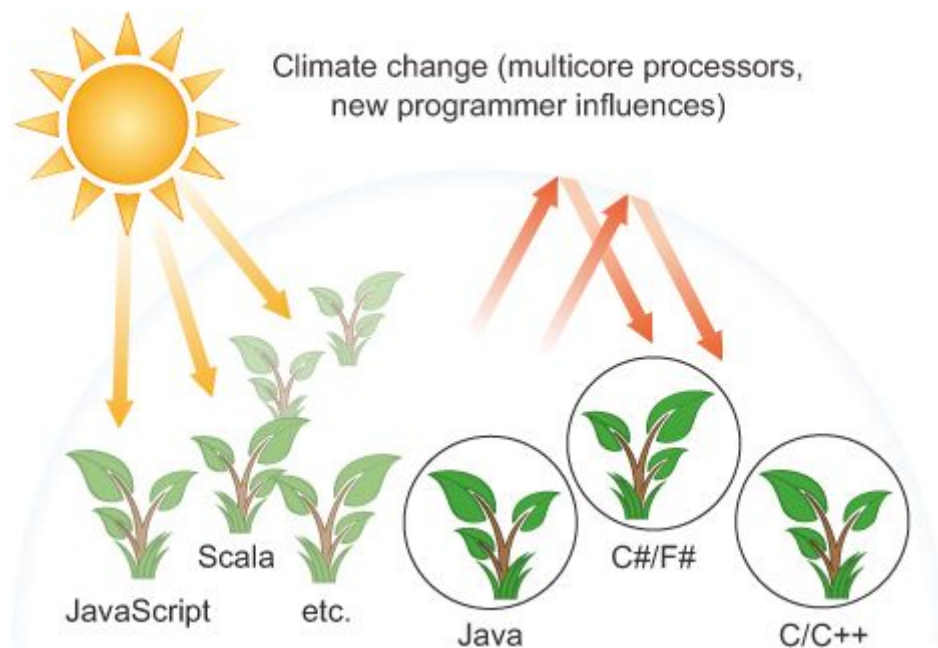 Climate change (multicore processors,
new programmer influences)
Scala
C#/F#
JavaScript
etc.
Java
C/C++